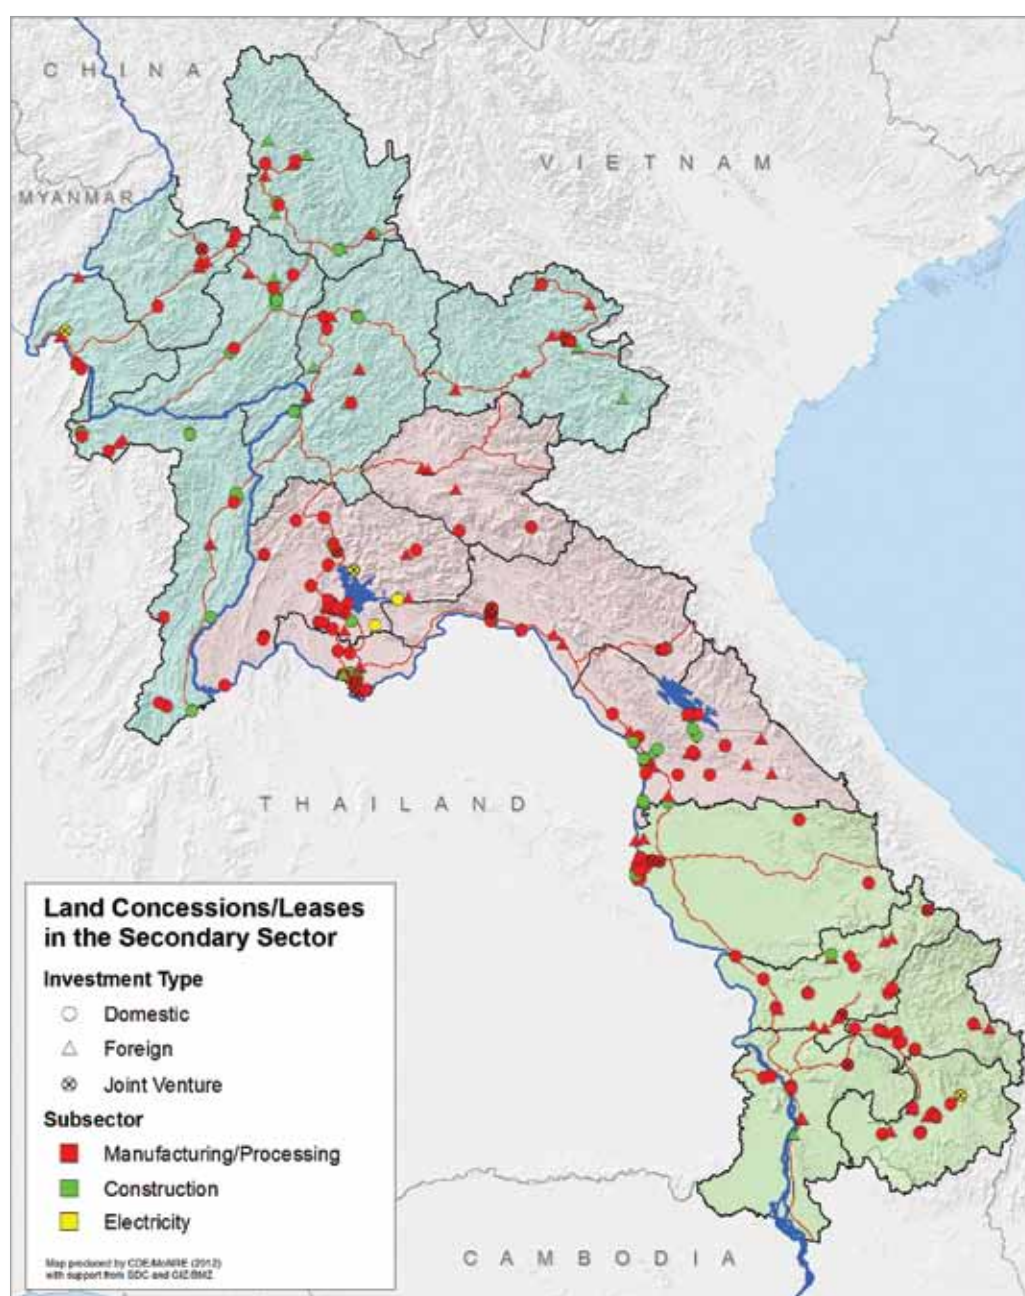 CHINA
VIETNAM
MYANMAR
THAILAND
Land Concessions/Leases
in the Secondary Sector
Investment Type
Domestic
Foreign
Joint Venture
Subsector
Manufacturing/Processing
Construction
Electricity
Map produced by CDE/MoNRE (2012)
with support from SDC and GIZ/BMZ
CAMBODIA